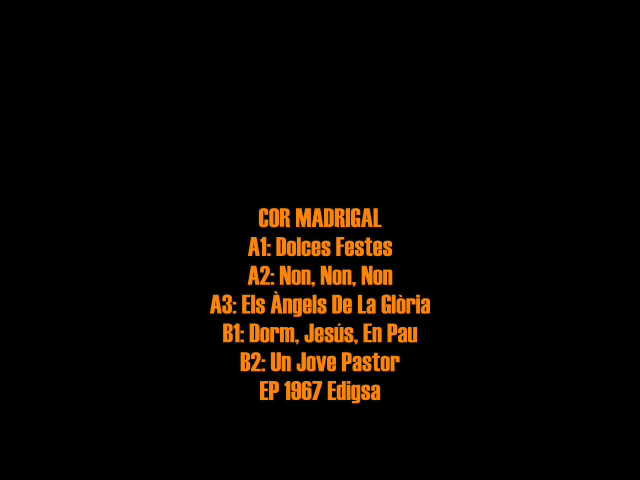 COR MADRIGAL
A1: Dolces Festes
A2: Non, Non, Non
A3: Els Àngels De La Glòria
B1: Dorm, Jesús, En Pau
B2: Un Jove Pastor
EP 1967 Edigsa